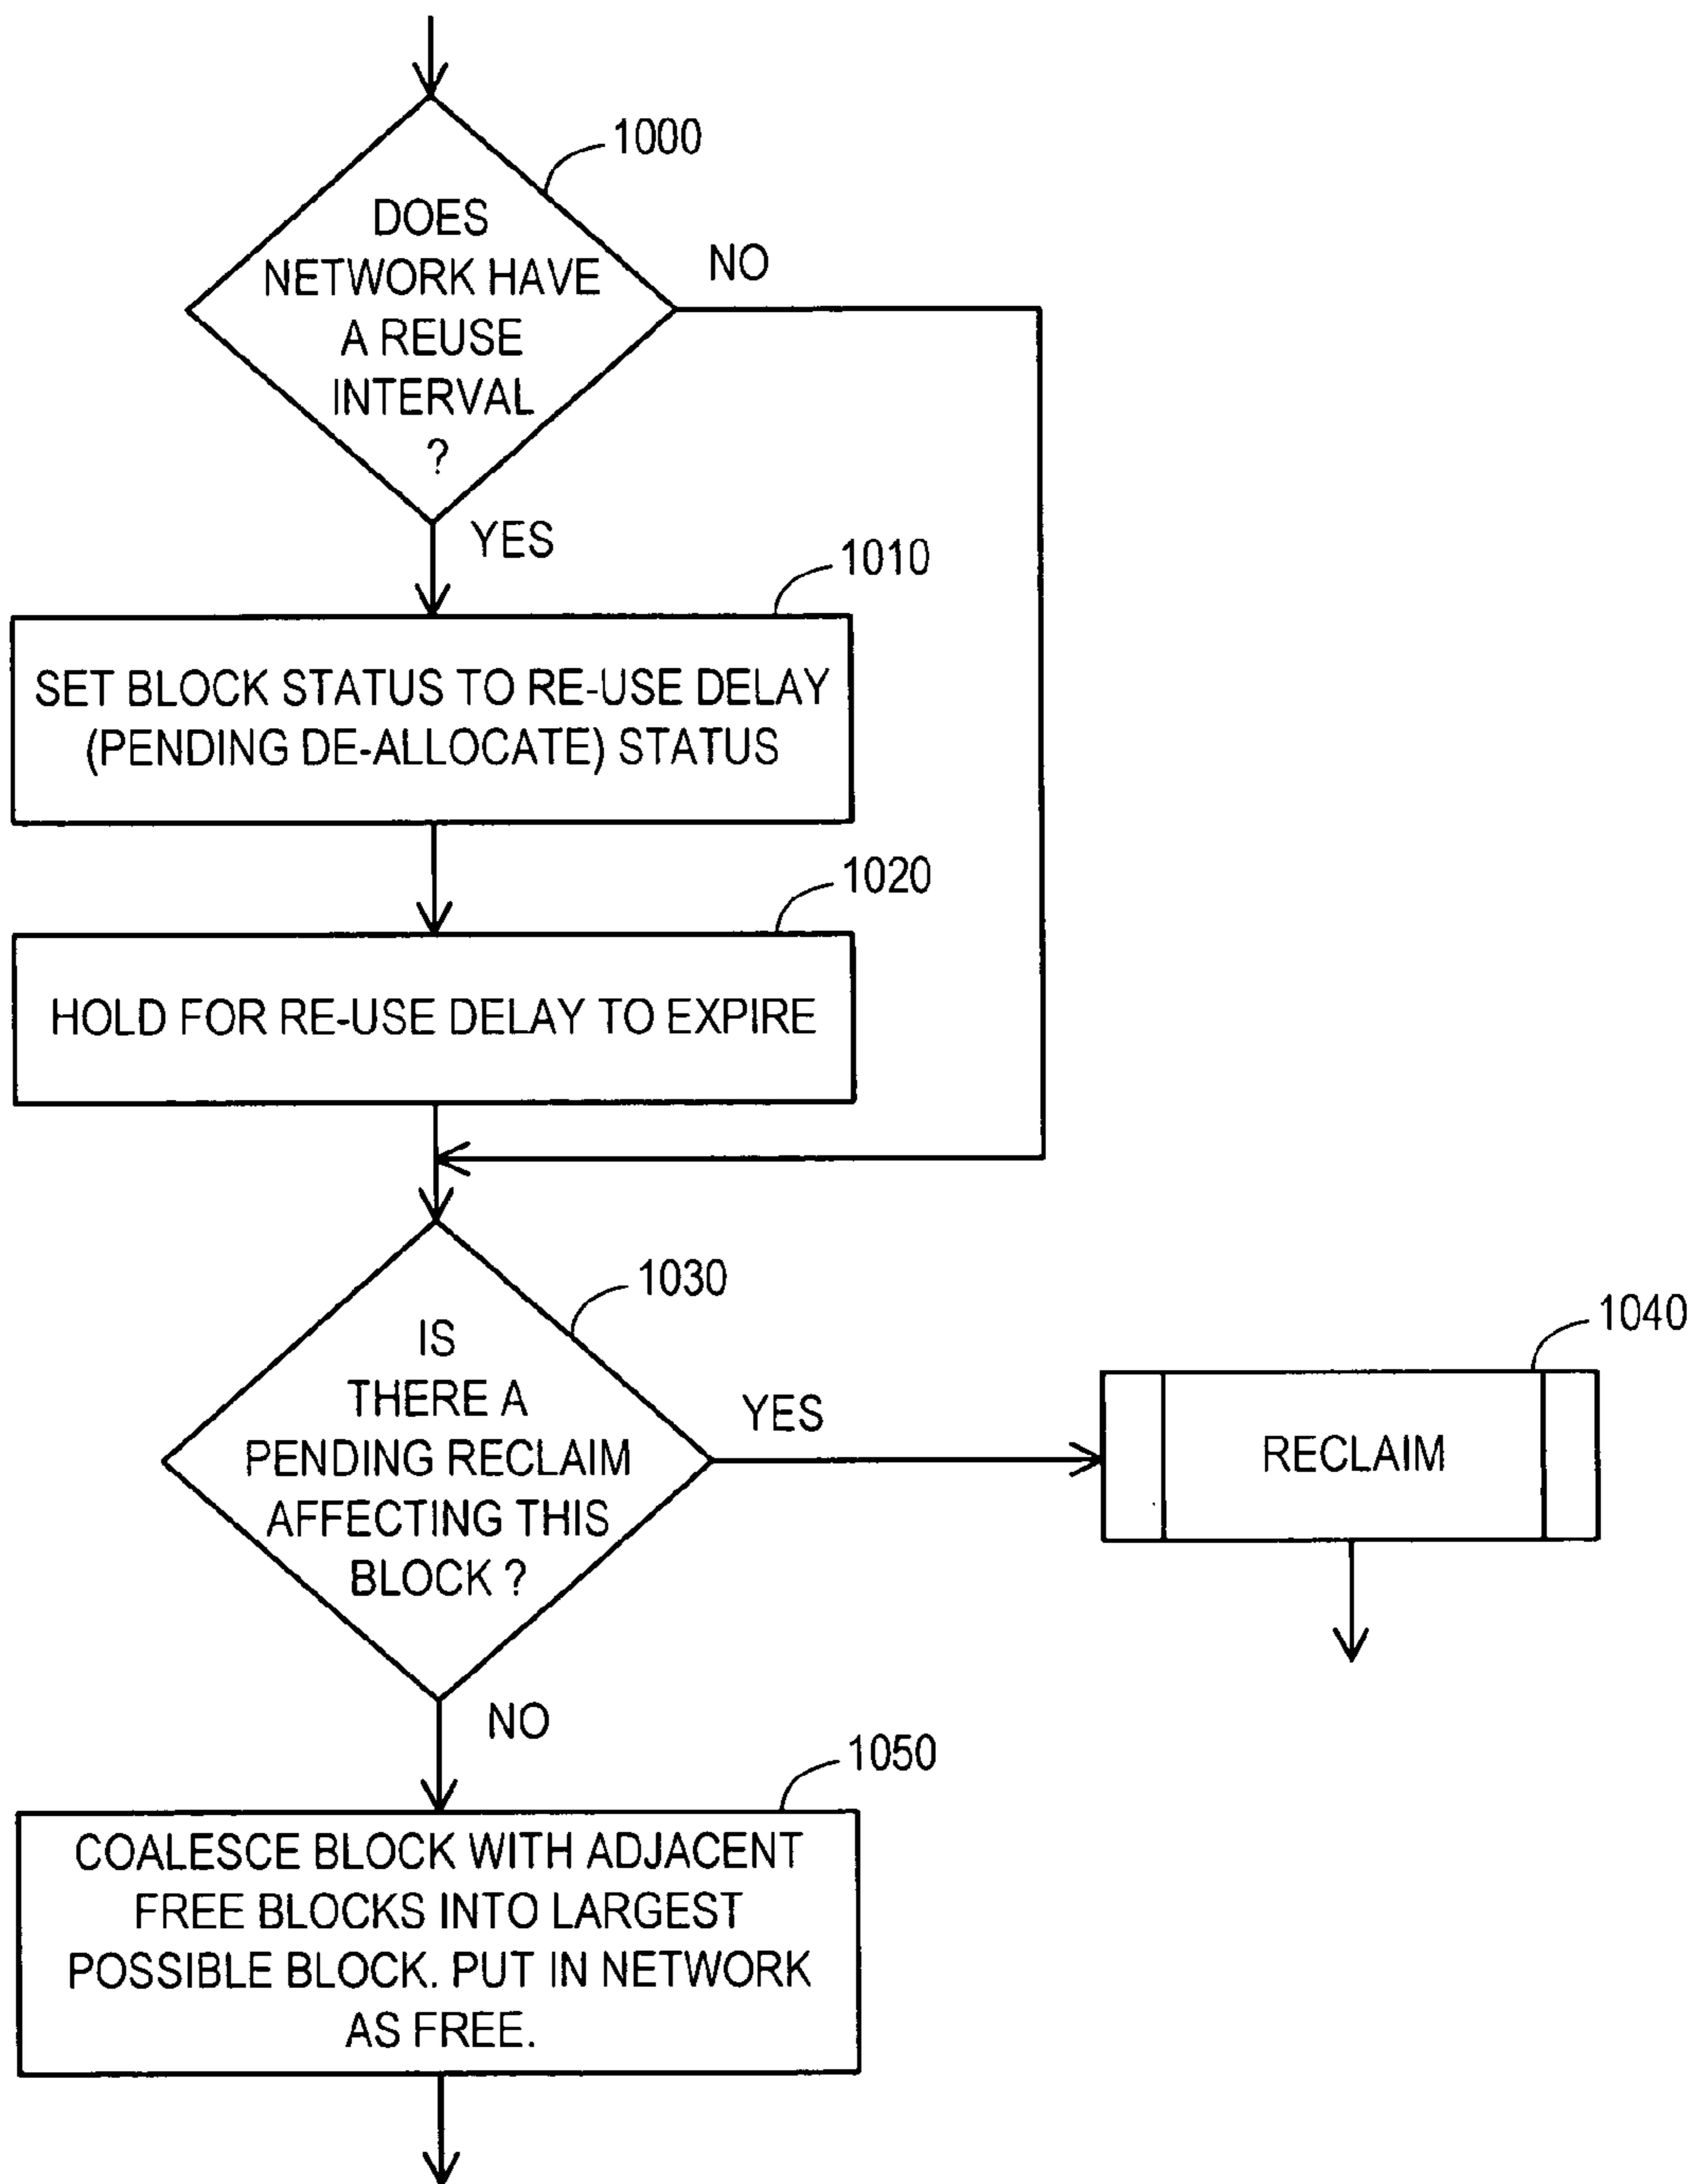 1000
DOES
NETWORK HAVE
A REUSE
INTERVAL
?
NO
YES
1010
SET BLOCK STATUS TO RE-USE DELAY
(PENDING DE-ALLOCATE) STATUS
1020
HOLD FOR RE-USE DELAY TO EXPIRE
1030
IS
THERE A
PENDING RECLAIM
AFFECTING THIS
BLOCK ?
YES
1040
RECLAIM
NO
1050
COALESCE BLOCK WITH ADJACENT
FREE BLOCKS INTO LARGEST
POSSIBLE BLOCK. PUT IN NETWORK
AS FREE.